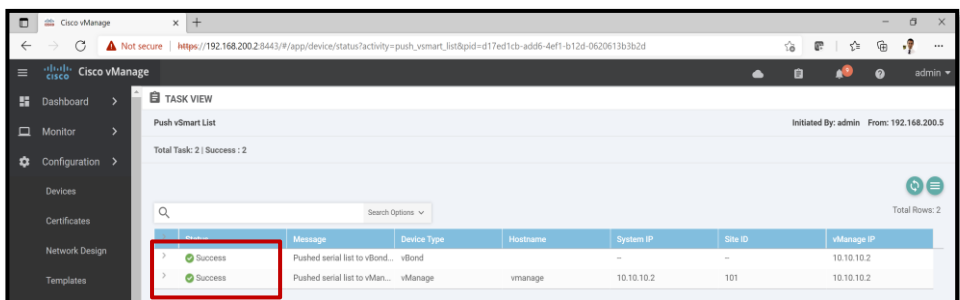 Cisco vManage
Not secure | https://192.168.200.2:8443/#/app/device/status?activity=push_vsmart_list&pid=d17ed1cb-add6-4ef1-b12d-0620613b3b2d
cisco Cisco vManage admin
Dashboard
TASK VIEW
Monitor
Push vSmart List Initiated By: admin From: 192.168.200.5
Total Task: 2 | Success : 2
Configuration
Devices
Search Options Total Rows: 2
Certificates
Status Message Device Type Hostname System IP Site ID vManage IP
Network Design
Success Pushed serial list to vBond... vBond -- -- 10.10.10.2
Templates
Success Pushed serial list to vMan... vManage vmanage 10.10.10.2 101 10.10.10.2